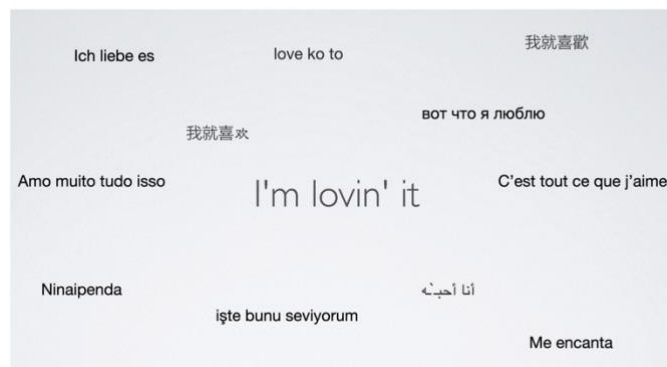 Ich liebe es
love ko to
我就喜歡
вот что я люблю
我就喜欢
Amo muito tudo isso
I'm lovin' it
C'est tout ce que j'aime
Ninaipenda
أنا أحبـُه
işte bunu seviyorum
Me encanta